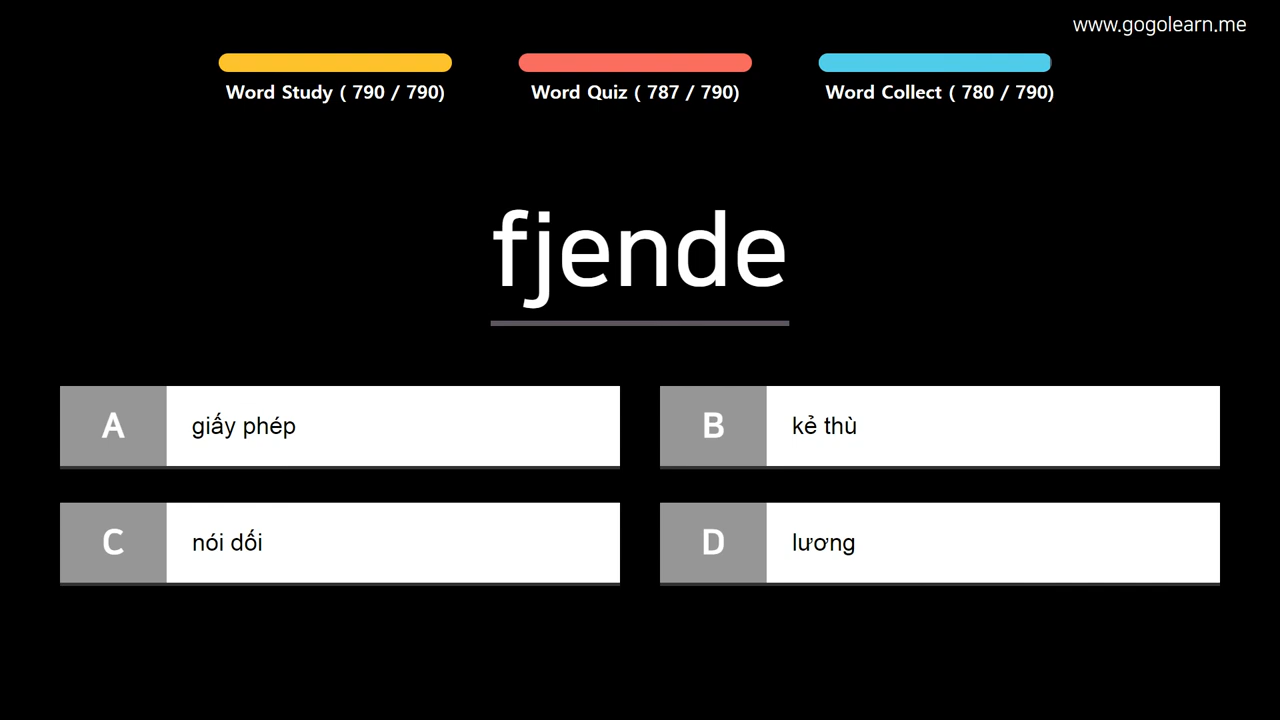 www.gogolearn.me
Word Study ( 790 / 790)
Word Quiz ( 787 / 790)
Word Collect ( 780 / 790)
fjende
A
giấy phép
B
kẻ thù
C
nói dối
D
lương